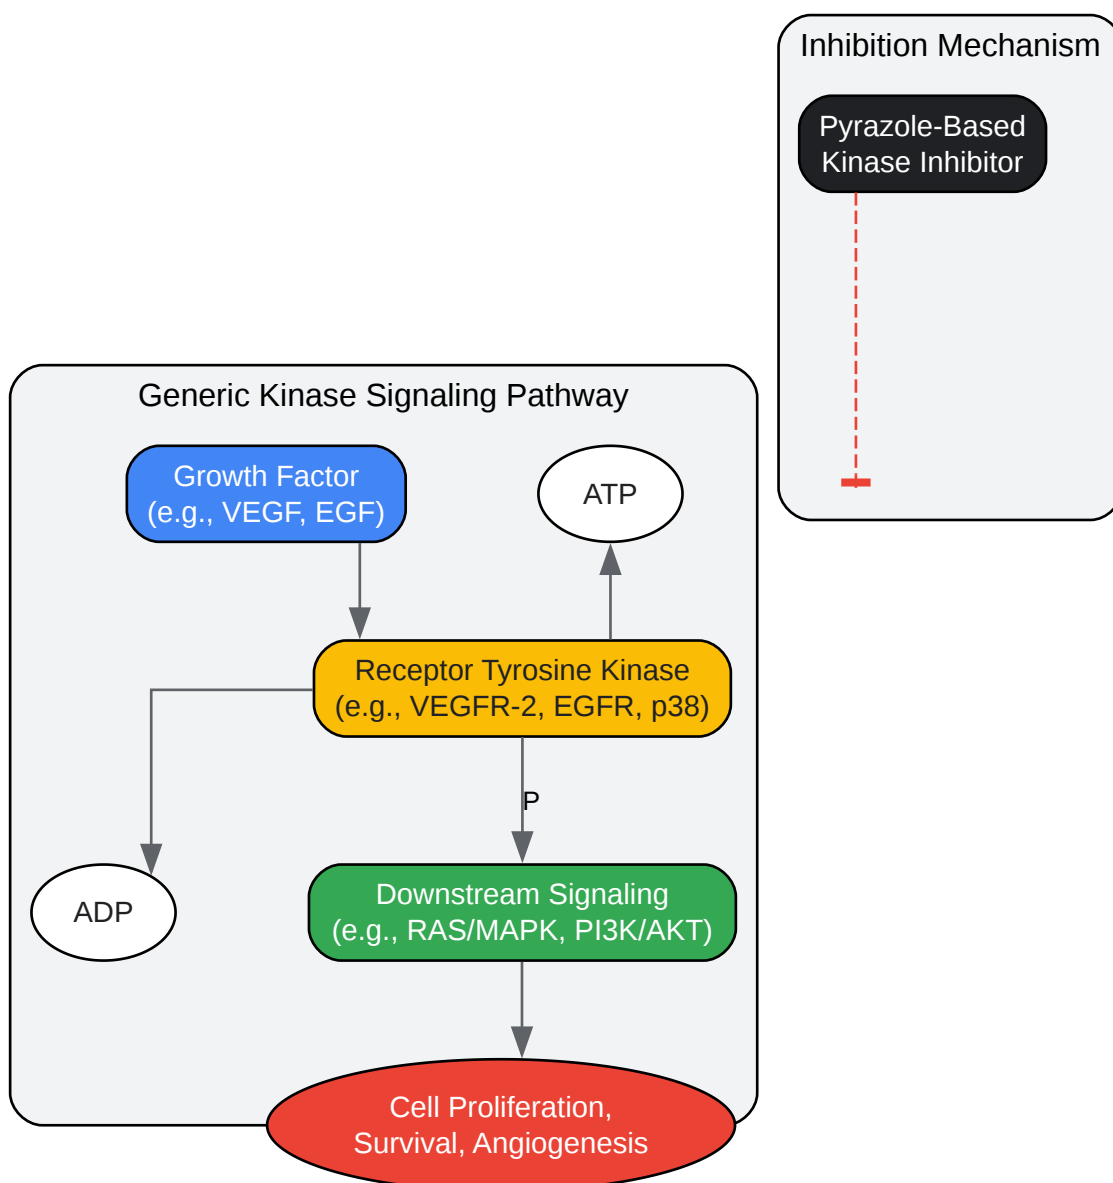 Inhibition Mechanism
Pyrazole-Based
Kinase Inhibitor
Generic Kinase Signaling Pathway
Growth Factor
(e.g., VEGF, EGF)
ATP
Receptor Tyrosine Kinase
(e.g., VEGFR-2, EGFR, p38)
P
ADP
Downstream Signaling
(e.g., RAS/MAPK, PI3K/AKT)
Cell Proliferation,
Survival, Angiogenesis